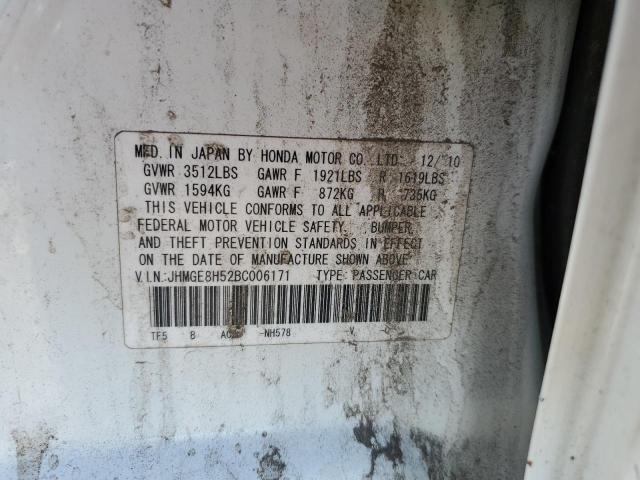 MFD. IN JAPAN BY HONDA MOTOR CO. LTD. 12/ 10
GVWR 3512LBS GAWR F 1921LBS R 1619LBS
GVWR 1594KG GAWR F 872KG R 735KG
THIS VEHICLE CONFORMS TO ALL APPLICABLE
FEDERAL MOTOR VEHICLE SAFETY, BUMPER,
AND THEFT PREVENTION STANDARDS IN EFFECT
ON THE DATE OF MANUFACTURE SHOWN ABOVE
V.I.N.:JHMGE8H52BC006171 TYPE: PASSENGER CAR
TF5 B -NH578 V